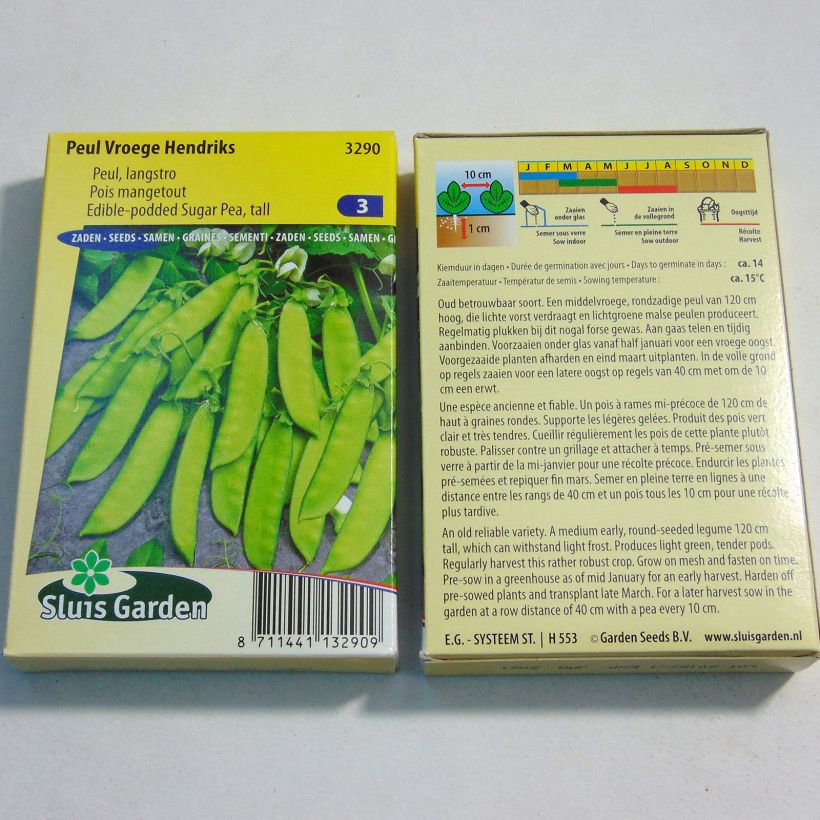 Peul Vroege Hendriks 3290
Peul, langstro
Pois mangetout
Edible-podded Sugar Pea, tall 3
ZADEN • SEEDS • SAMEN • GRAINES • SEMENTI • ZADEN • SEEDS • SAMEN •
Sluis Garden
8 711441 132909
10 cm
1 cm
J F M A M J J A S O N D
Zaaien
onder glas
Semer sous verre
Sow indoor
Zaaien in
de vollegrond
Semer en pleine terre
Sow outdoor
Oogsttijd
Récolte
Harvest
Kiemduur in dagen • Durée de germination avec jours • Days to germinate in days : ca. 14
Zaaitemperatuur • Températur de semis • Sowing temperature : ca. 15°C
Oud betrouwbaar soort. Een middelvroege, rondzadige peul van 120 cm
hoog, die lichte vorst verdraagt en lichtgroene malse peulen produceert.
Regelmatig plukken bij dit nogal forse gewas. Aan gaas telen en tijdig
aanbinden. Voorzaaien onder glas vanaf half januari voor een vroege oogst.
Voorgezaaide planten afharden en eind maart uitplanten. In de volle grond
op regels zaaien voor een latere oogst op regels van 40 cm met om de 10
cm een erwt.
Une espèce ancienne et fiable. Un pois à rames mi-précoce de 120 cm de
haut à graines rondes. Supporte les légères gelées. Produit des pois vert
clair et très tendres. Cueillir régulièrement les pois de cette plante plutôt
robuste. Palisser contre un grillage et attacher à temps. Pré-semer sous
verre à partir de la mi-janvier pour une récolte précoce. Endurcir les plantes
pré-semées et repiquer fin mars. Semer en pleine terre en lignes à une
distance entre les rangs de 40 cm et un pois tous les 10 cm pour une récolte
plus tardive.
An old reliable variety. A medium early, round-seeded legume 120 cm
tall, which can withstand light frost. Produces light green, tender pods.
Regularly harvest this rather robust crop. Grow on mesh and fasten on time.
Pre-sow in a greenhouse as of mid January for an early harvest. Harden off
pre-sowed plants and transplant late March. For a later harvest sow in the
garden at a row distance of 40 cm with a pea every 10 cm.
E.G. - SYSTEEM ST. | H 553 © Garden Seeds B.V. www.sluisgarden.nl